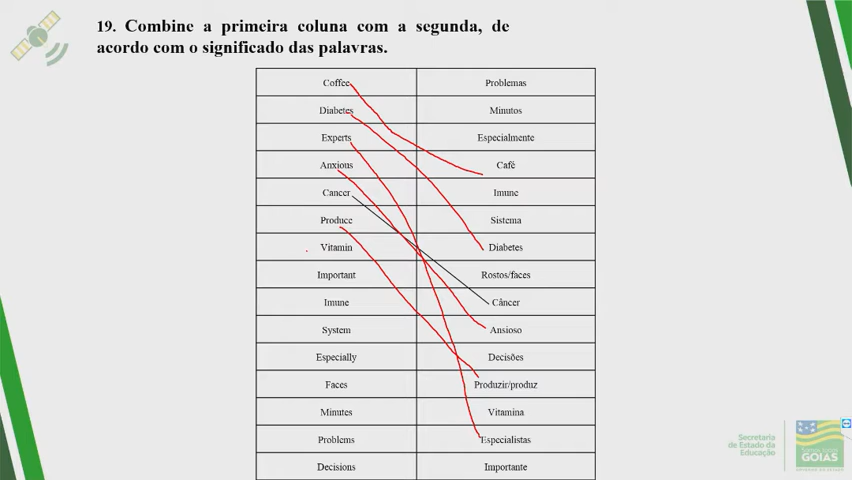 19. Combine a primeira coluna com a segunda, de
acordo com o significado das palavras.
Coffee Problemas
Diabetes Minutos
Experts Especialmente
Anxious Café
Cancer Imune
Produce Sistema
Vitamin Diabetes
Important Rostos/faces
Imune Câncer
System Ansioso
Especially Decisões
Faces Produzir/produz
Minutes Vitamina
Problems Especialistas
Decisions Importante
Secretaria
de Estado da
Educação
GOIÁS